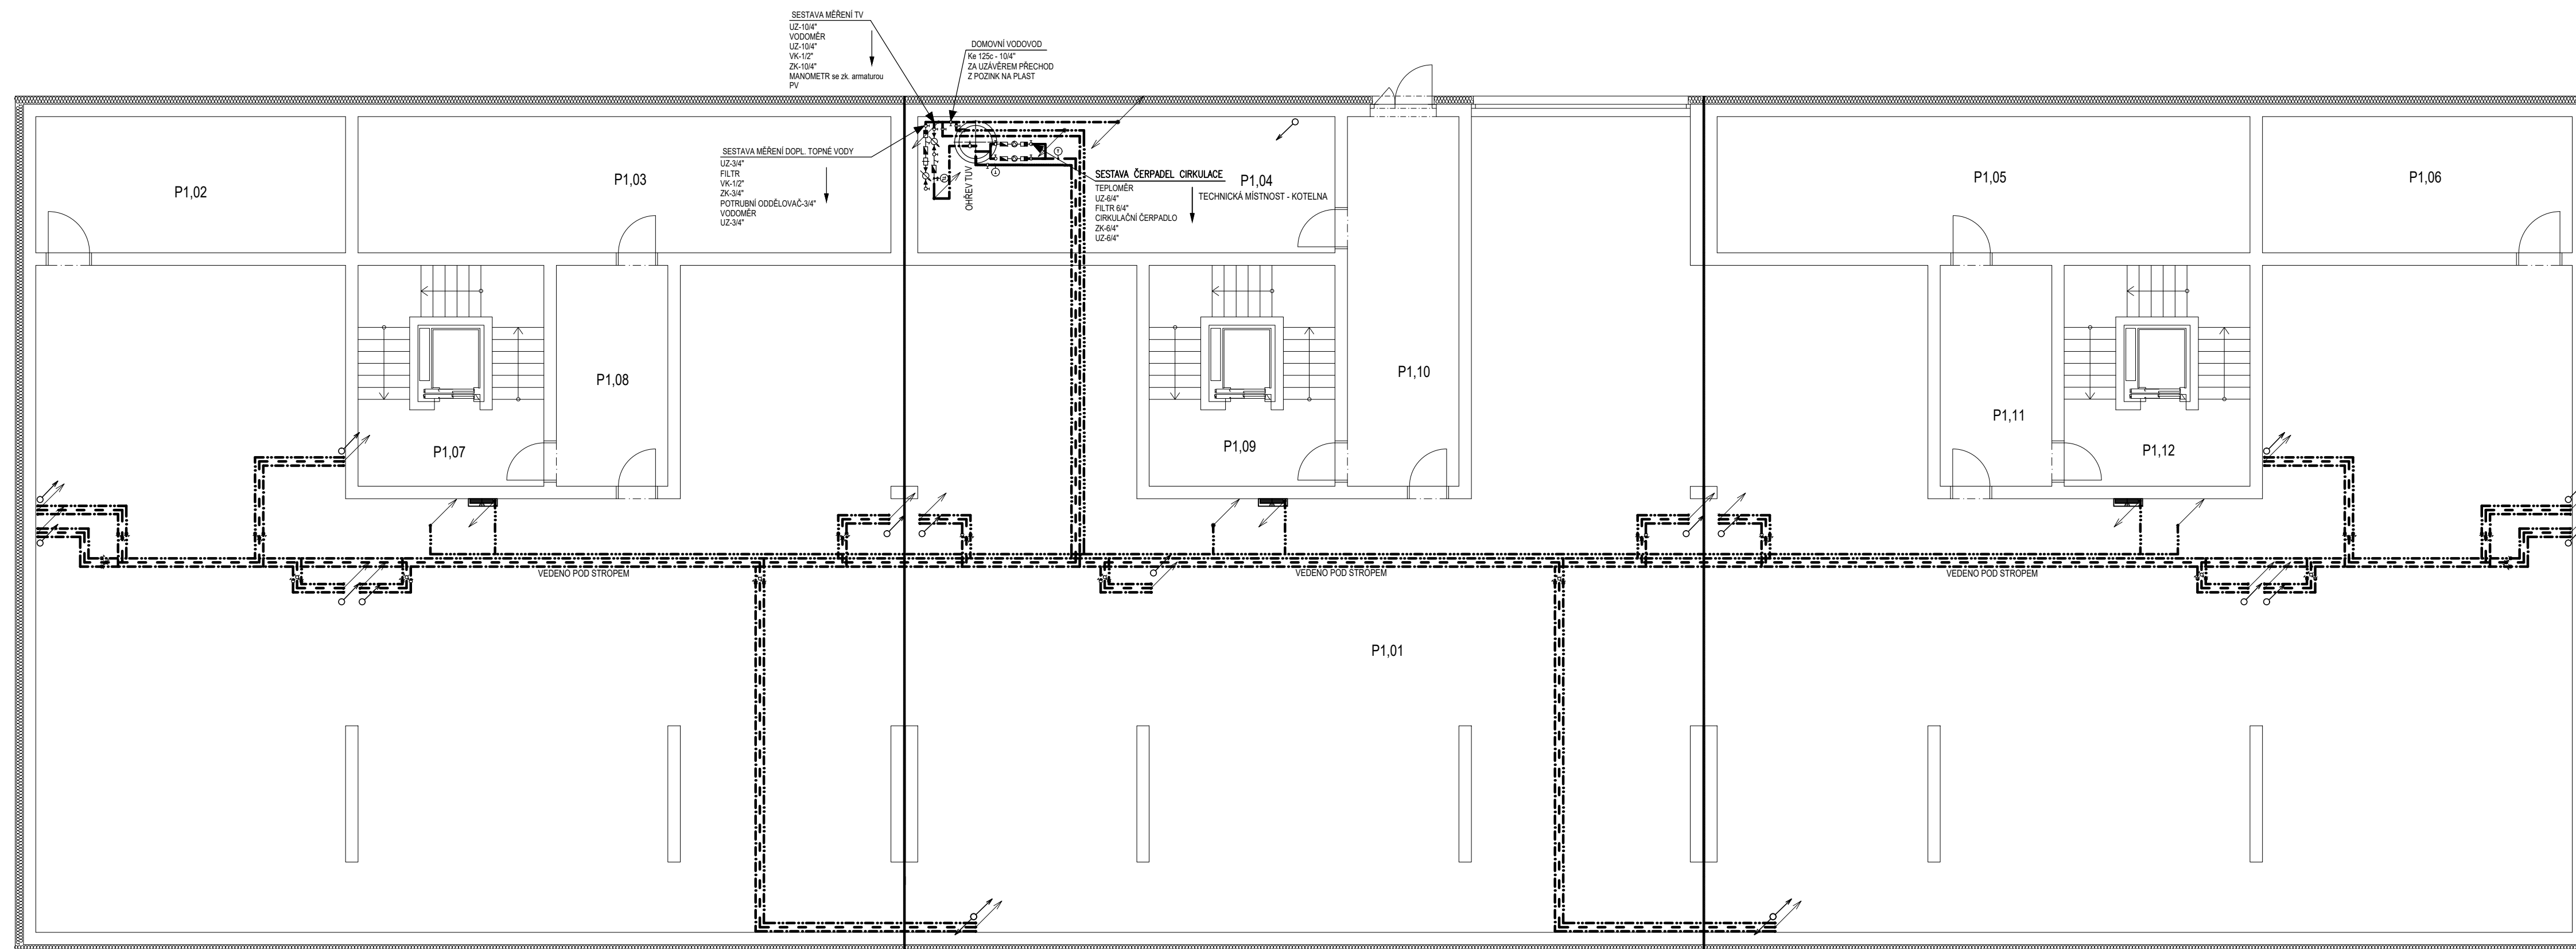 SESTAVA MĚŘENÍ TV
UZ-10/4"
VODOMĚR
UZ-10/4"
VK-1/2"
ZK-10/4"
MANOMETR se zk. armaturou
PV
DOMOVNÍ VODOVOD
Ke 125c - 10/4"
ZA UZÁVĚREM PŘECHOD
Z POZINK NA PLAST
SESTAVA MĚŘENÍ DOPL. TOPNÉ VODY
UZ-3/4"
FILTR
VK-1/2"
ZK-3/4"
POTRUBNÍ ODDĚLOVAČ-3/4"
VODOMĚR
UZ-3/4"
OHŘEV TUV
SESTAVA ČERPADEL CIRKULACE
TEPLOMĚR
UZ-6/4"
FILTR 6/4"
CIRKULAČNÍ ČERPADLO
ZK-6/4"
UZ-6/4"
P1,02
P1,03
P1,04
TECHNICKÁ MÍSTNOST - KOTELNA
P1,05
P1,06
P1,08
P1,10
P1,11
P1,07
P1,09
P1,12
VEDENO POD STROPEM
VEDENO POD STROPEM
VEDENO POD STROPEM
P1,01